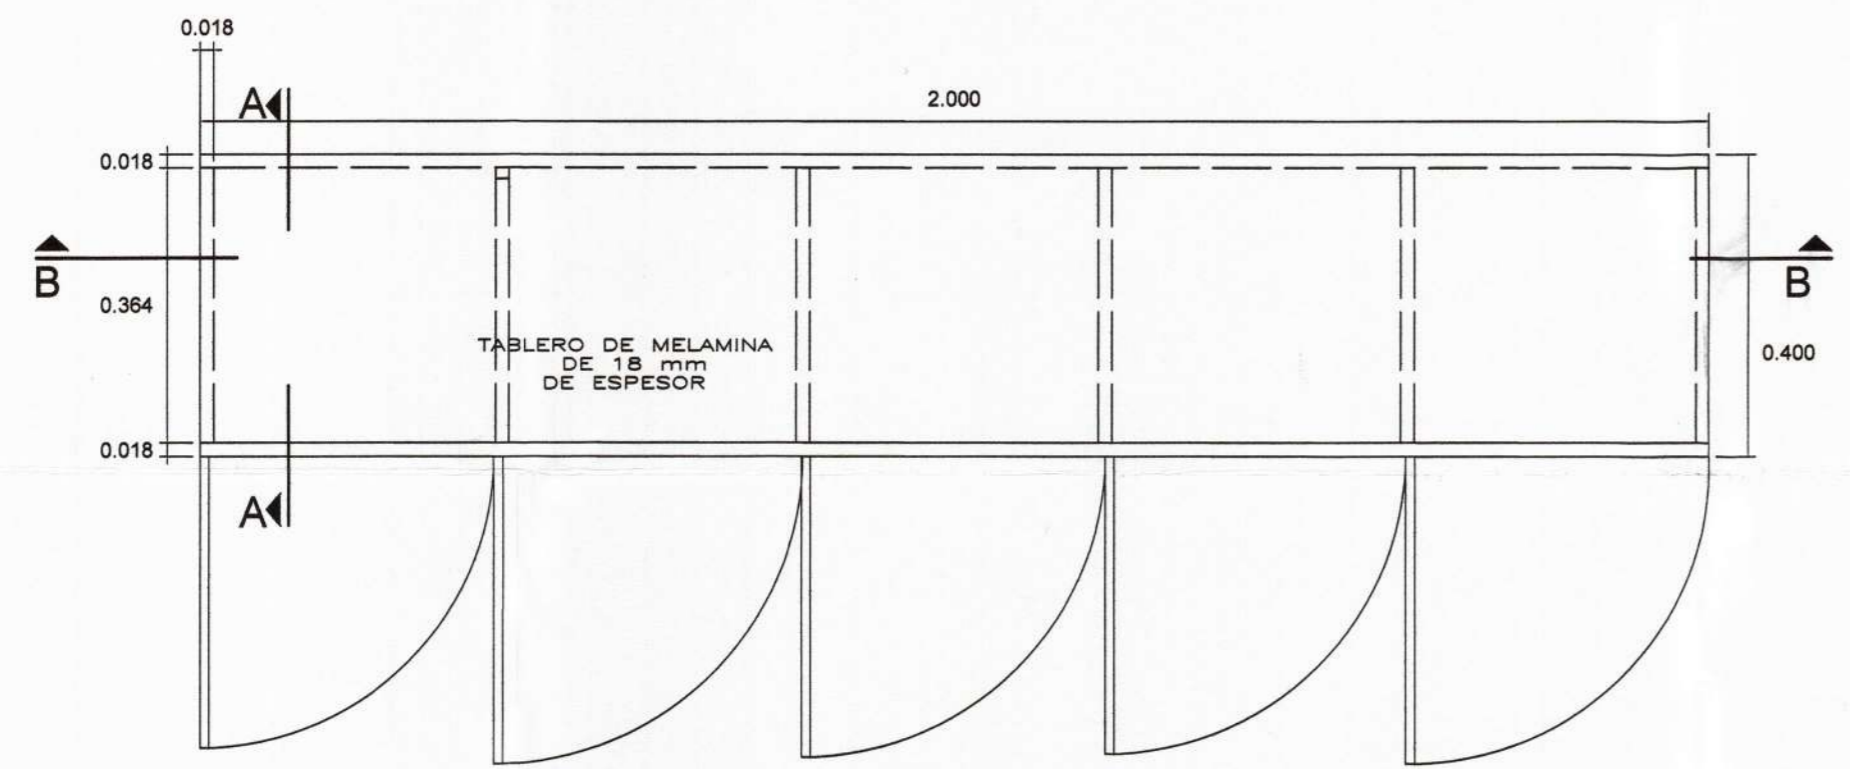 0.018
A
2.000
0.018
B
B
0.364
TABLERO DE MELAMINA
DE 18 mm
DE ESPESOR
0.400
0.018
A